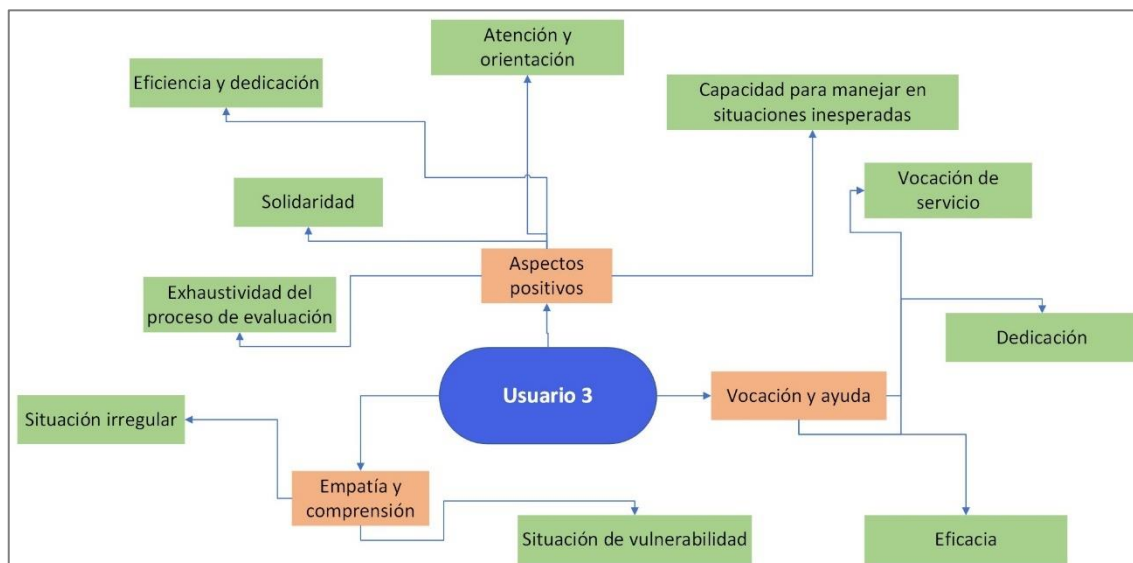 Atención y
orientación
Eficiencia y dedicación
Capacidad para manejar en
situaciones inesperadas
Vocación de
servicio
Solidaridad
Aspectos
positivos
Exhaustividad del
proceso de evaluación
Dedicación
Usuario 3
Vocación y ayuda
Situación irregular
Empatía y
comprensión
Situación de vulnerabilidad
Eficacia